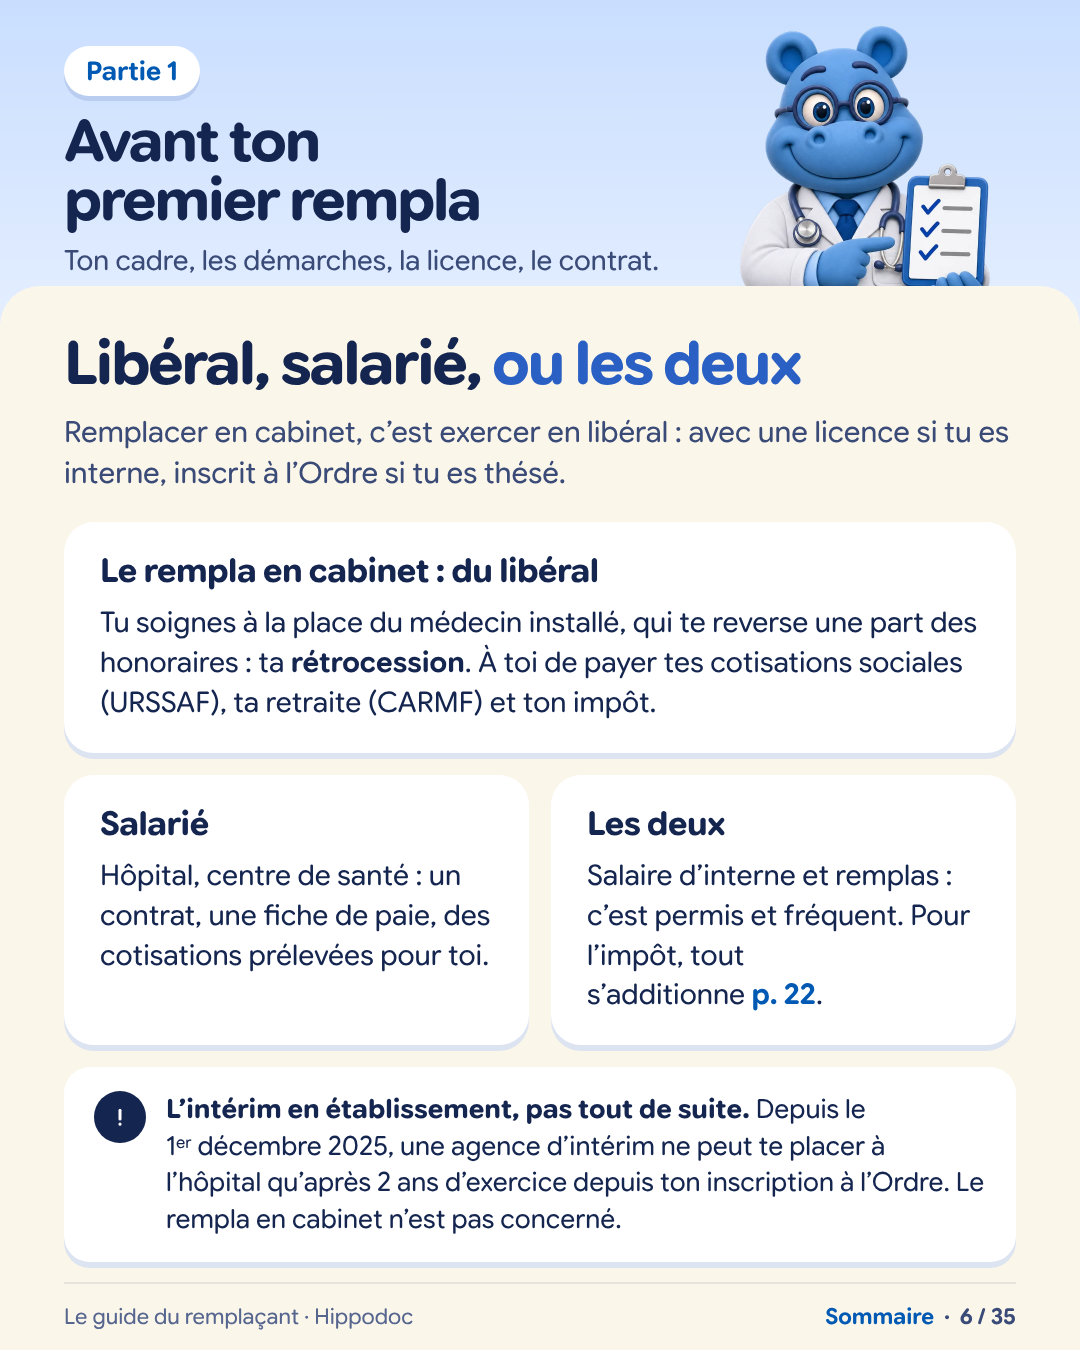 Partie 1
Avant ton
premier rempla
Ton cadre, les démarches, la licence, le contrat.
Libéral, salarié, ou les deux
Remplacer en cabinet, c’est exercer en libéral : avec une licence si tu es
interne, inscrit à l’Ordre si tu es thésé.
Le rempla en cabinet : du libéral
Tu soignes à la place du médecin installé, qui te reverse une part des
honoraires : ta rétrocession. À toi de payer tes cotisations sociales
(URSSAF), ta retraite (CARMF) et ton impôt.
Salarié
Hôpital, centre de santé : un
contrat, une fiche de paie, des
cotisations prélevées pour toi.
Les deux
Salaire d’interne et remplas :
c’est permis et fréquent. Pour
l’impôt, tout
s’additionne p. 22.
!
L’intérim en établissement, pas tout de suite. Depuis le
1er décembre 2025, une agence d’intérim ne peut te placer à
l’hôpital qu’après 2 ans d’exercice depuis ton inscription à l’Ordre. Le
rempla en cabinet n’est pas concerné.
Le guide du remplaçant · Hippodoc
Sommaire · 6 / 35